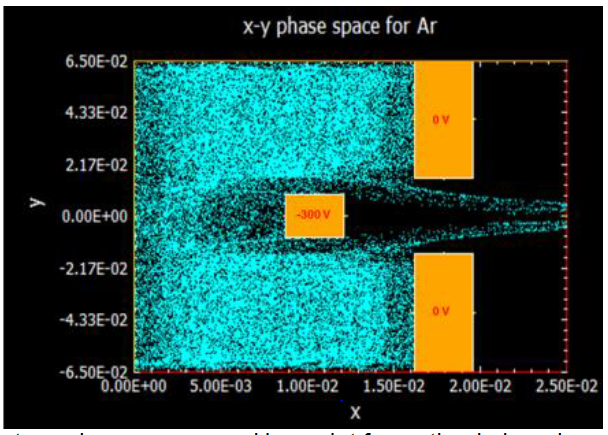 x-y phase space for Ar
6.50E-02
4.33E-02
2.17E-02
0.00E+00
-2.17E-02
-4.33E-02
-6.50E-02
y
0 V
-300 V
0 V
0.00E+00 5.00E-03 1.00E-02 1.50E-02 2.00E-02 2.50E-02
x